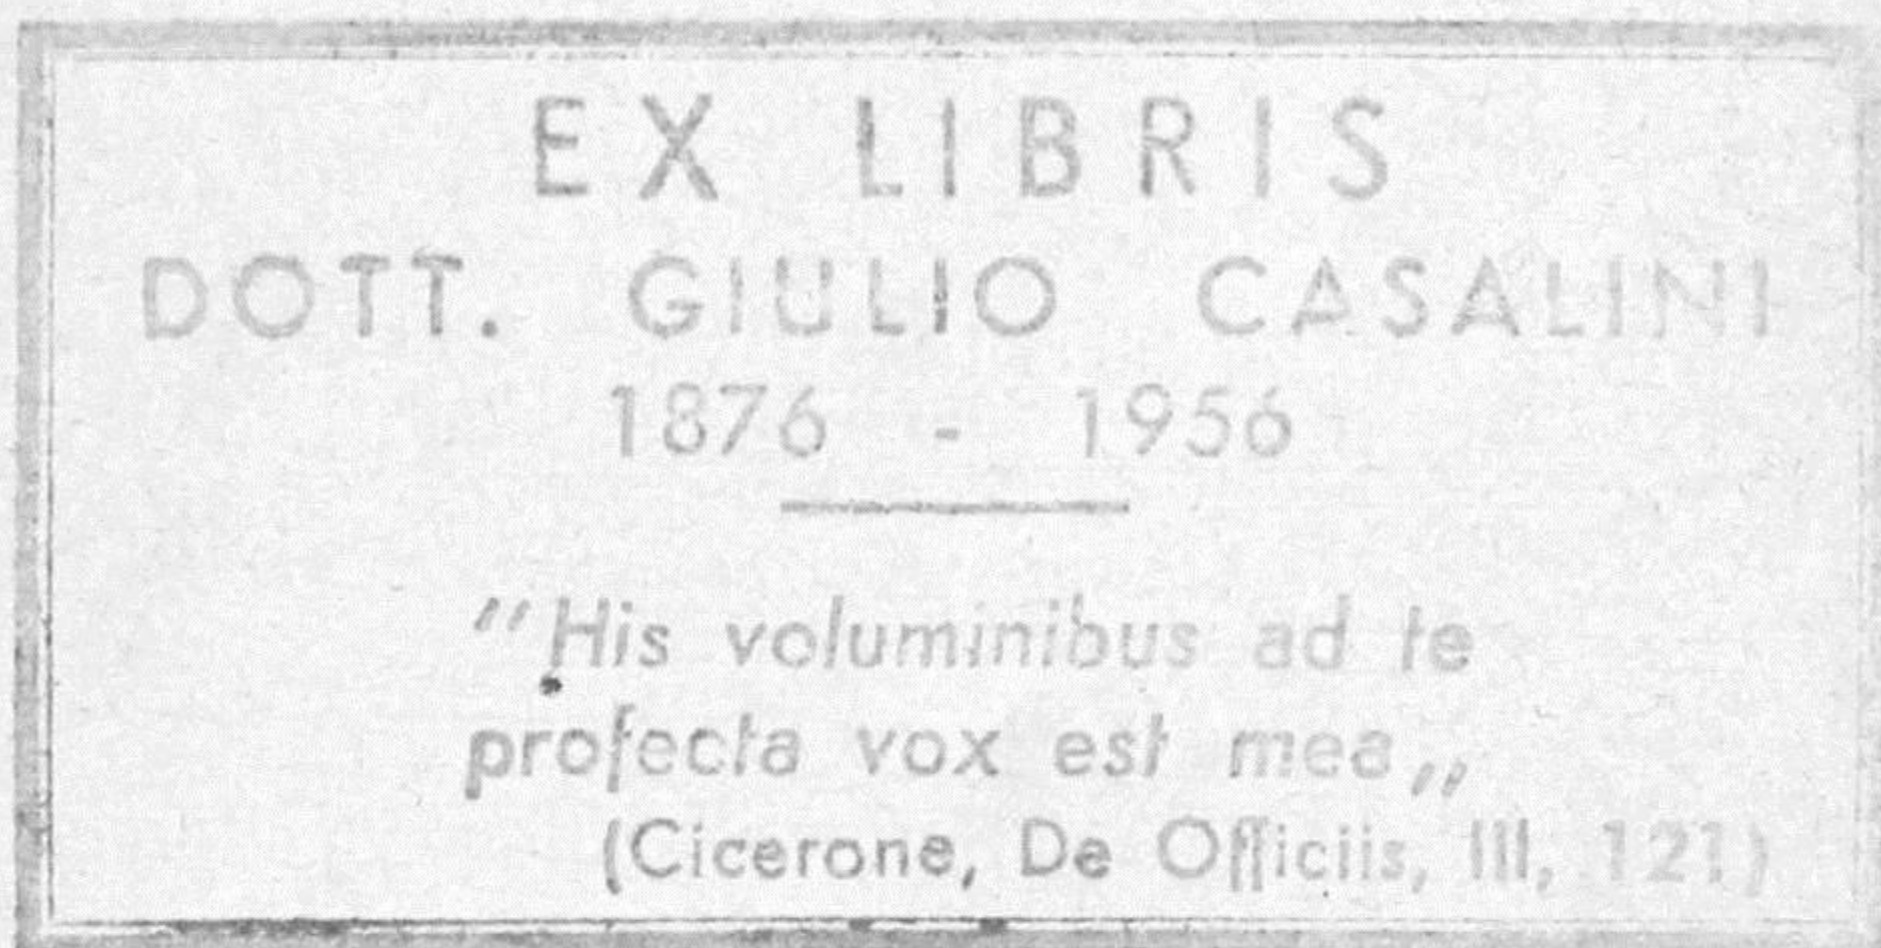 EX LIBRIS
DOTT. GIULIO CASALINI
1876 - 1956
"His voluminibus ad te
profecta vox est mea„
(Cicerone, De Officiis, III, 121)